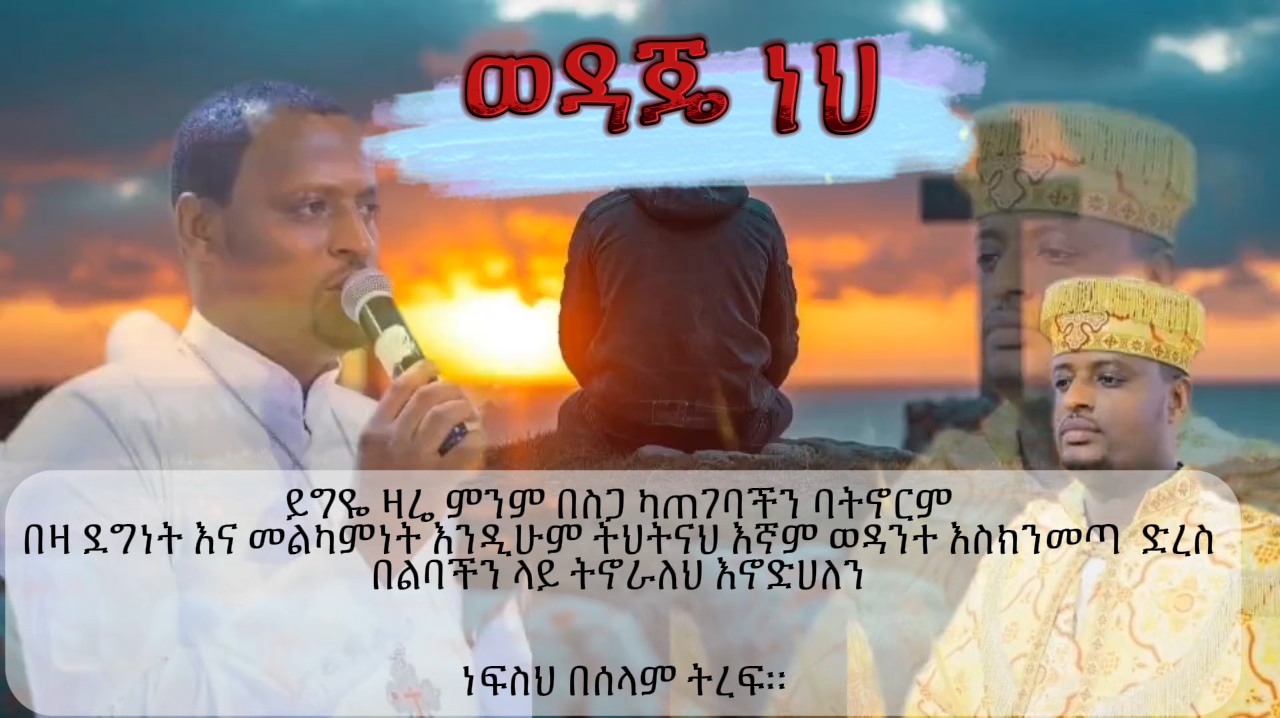 ወዳጄ ነህ
ይግዬ ዛሬ ምንም በስጋ ካጠገባችን ባትኖርም
በዛ ደግነት እና መልካምነት እንዲሁም ትህትናህ እኛም ወዳንተ እስክንመጣ ድረስ
በልባችን ላይ ትኖራለህ እኖድሀለን
ነፍስህ በሰላም ትረፍ፡፡